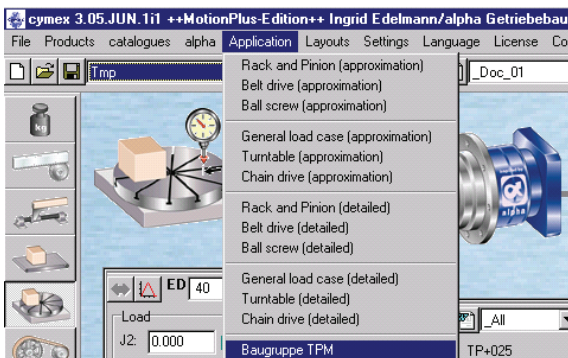 cymex 3.05.JUN.1i1 ++MotionPlus-Edition++ Ingrid Edelmann/alpha Getriebebau
File Products catalogues alpha Application Layouts Settings Language License Co
Tmp
_Doc_01
Rack and Pinion (approximation)
Belt drive (approximation)
Ball screw (approximation)
General load case (approximation)
Turntable (approximation)
Chain drive (approximation)
Rack and Pinion (detailed)
Belt drive (detailed)
Ball screw (detailed)
General load case (detailed)
Turntable (detailed)
Chain drive (detailed)
Baugruppe TPM
kg
alpha
ED 40
Load
J2: 0.000
_All
TP+025